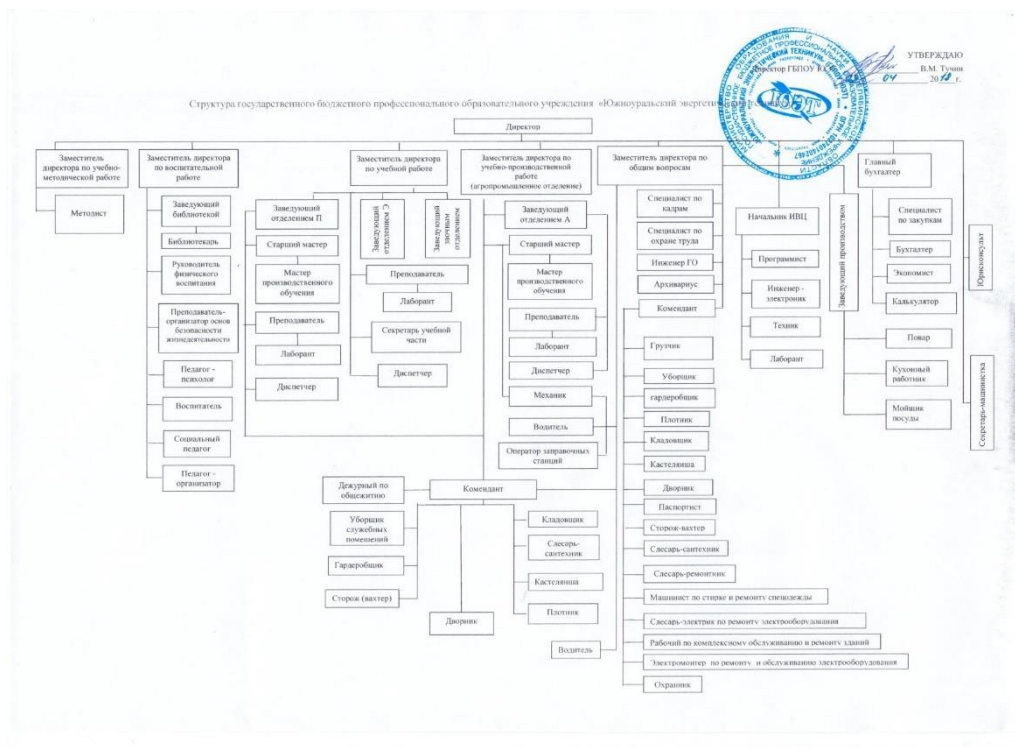 УТВЕРЖДАЮ
Директор ГБПОУ
В.М. Тучин
04 2018 г.
Структура государственного бюджетного профессионального образовательного учреждения «Южноуральский
Директор
Заместитель
директора по учебно-
методической работе
Методист
Заместитель директора
по воспитательной
работе
Заведующий
библиотекой
Библиотекарь
Руководитель
физического
воспитания
Преподаватель-
организатор основ
безопасности
жизнедеятельности
Педагог -
психолог
Воспитатель
Социальный
педагог
Педагог -
организатор
Заместитель директора
по учебной работе
Заведующий
отделением П
Старший мастер
Мастер
производственного
обучения
Преподаватель
Лаборант
Диспетчер
Заведующий
отделением Э
Заведующий
заочным
отделением
Преподаватель
Лаборант
Секретарь учебной
части
Диспетчер
Заместитель директора по
учебно-производственной
работе
(агропромышленное отделение)
Заведующий
отделением А
Старший мастер
Мастер
производственного
обучения
Преподаватель
Лаборант
Диспетчер
Механик
Водитель
Оператор заправочных
станций
Заместитель директора по
общим вопросам
Специалист по
кадрам
Специалист по
охране труда
Инженер ГО
Архивариус
Комендант
Грузчик
Уборщик
гардеробщик
Плотник
Кладовщик
Кастелянша
Дворник
Паспортист
Сторож-вахтер
Слесарь-сантехник
Слесарь-ремонтник
Машинист по стирке и ремонту спецодежды
Слесарь-электрик по ремонту электрооборудования
Рабочий по комплексному обслуживанию и ремонту зданий
Электромонтер по ремонту и обслуживанию электрооборудования
Охранник
Начальник ИВЦ
Программист
Инженер -
электроник
Техник
Лаборант
Заведующий производством
Главный
бухгалтер
Специалист
по закупкам
Бухгалтер
Экономист
Калькулятор
Повар
Кухонный
работник
Мойщик
посуды
Юрисконсульт
Секретарь-машинистка
Дежурный по
общежитию
Комендант
Уборщик
служебных
помещений
Гардеробщик
Сторож (вахтер)
Дворник
Кладовщик
Слесарь-
сантехник
Кастелянша
Плотник
Водитель